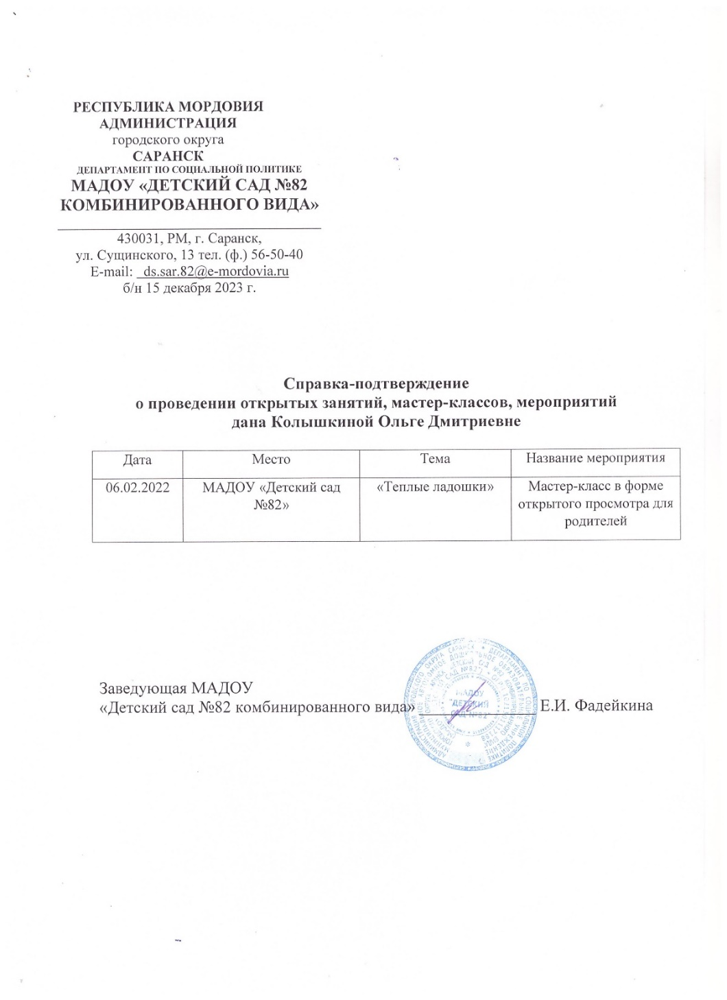 РЕСПУБЛИКА МОРДОВИЯ
АДМИНИСТРАЦИЯ
городского округа
САРАНСК
ДЕПАРТАМЕНТ ПО СОЦИАЛЬНОЙ ПОЛИТИКЕ
МАДОУ «ДЕТСКИЙ САД №82
КОМБИНИРОВАННОГО ВИДА»
430031, РМ, г. Саранск,
ул. Сущинского, 13 тел. (ф.) 56-50-40
E-mail: ds.sar.82@e-mordovia.ru
б/н 15 декабря 2023 г.
Справка-подтверждение
о проведении открытых занятий, мастер-классов, мероприятий
дана Колышкиной Ольге Дмитриевне
Дата Место Тема Название мероприятия
06.02.2022 МАДОУ «Детский сад «Теплые ладошки» Мастер-класс в форме
№82» открытого просмотра для
родителей
Заведующая МАДОУ
«Детский сад №82 комбинированного вида» Е.И. Фадейкина
МАДОУ
"ДЕТСКИЙ
САД №82"